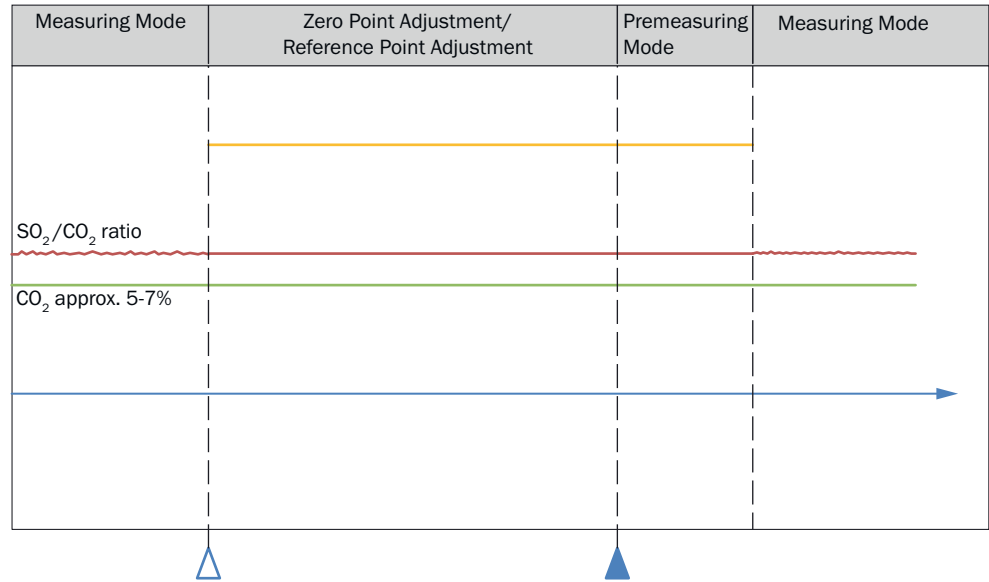 Measuring Mode
Zero Point Adjustment/
Reference Point Adjustment
Premeasuring
Mode
Measuring Mode
SO₂/CO₂ ratio
CO₂ approx. 5-7%